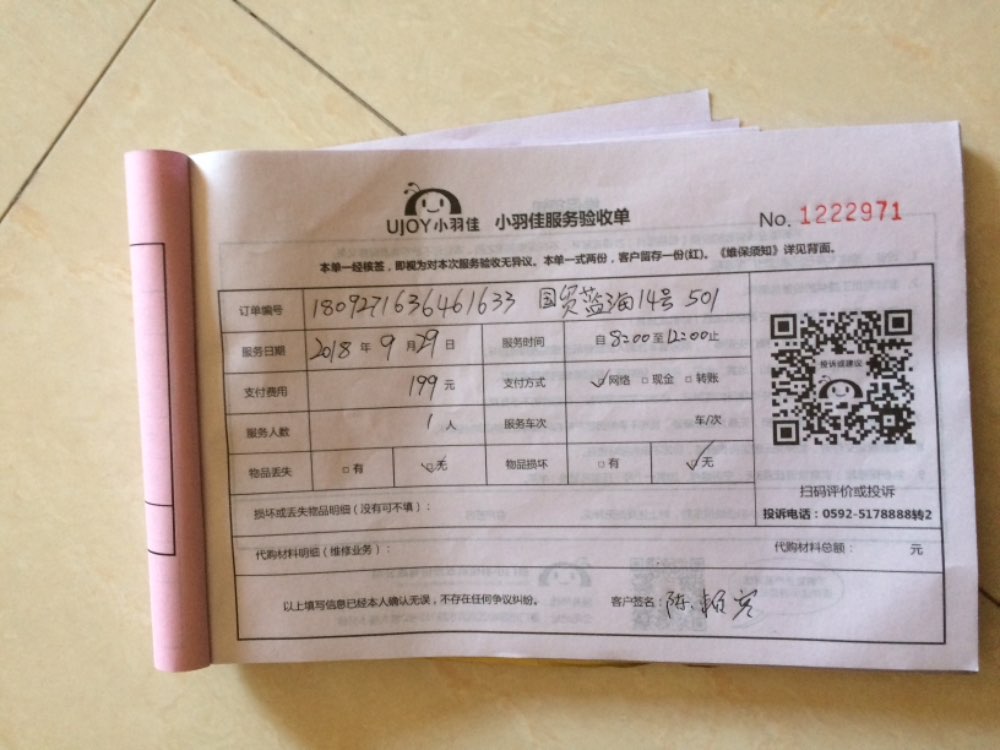 UJOY小羽佳 小羽佳服务验收单
No. 1222971
本单一经核签，即视为对本次服务验收无异议。本单一式两份，客户留存一份(红)。《维保须知》详见背面。
订单编号 180927163646163​3 国贸蓝海14号 501
服务日期 2018 年 9 月 29 日 服务时间 自 8:00 至 12:00 止
投诉或建议
支付费用 199 元 支付方式 ☑网络 □现金 □转账
服务人数 1 人 服务车次 车/次
物品丢失 □有 ☑无 物品损坏 □有 ☑无
扫码评价或投诉
投诉电话：0592-5178888转2
损坏或丢失物品明细（没有可不填）：
代购材料明细（维修业务）： 代购材料总额： 元
以上填写信息已经本人确认无误，不存在任何争议纠纷。 客户签名：陈